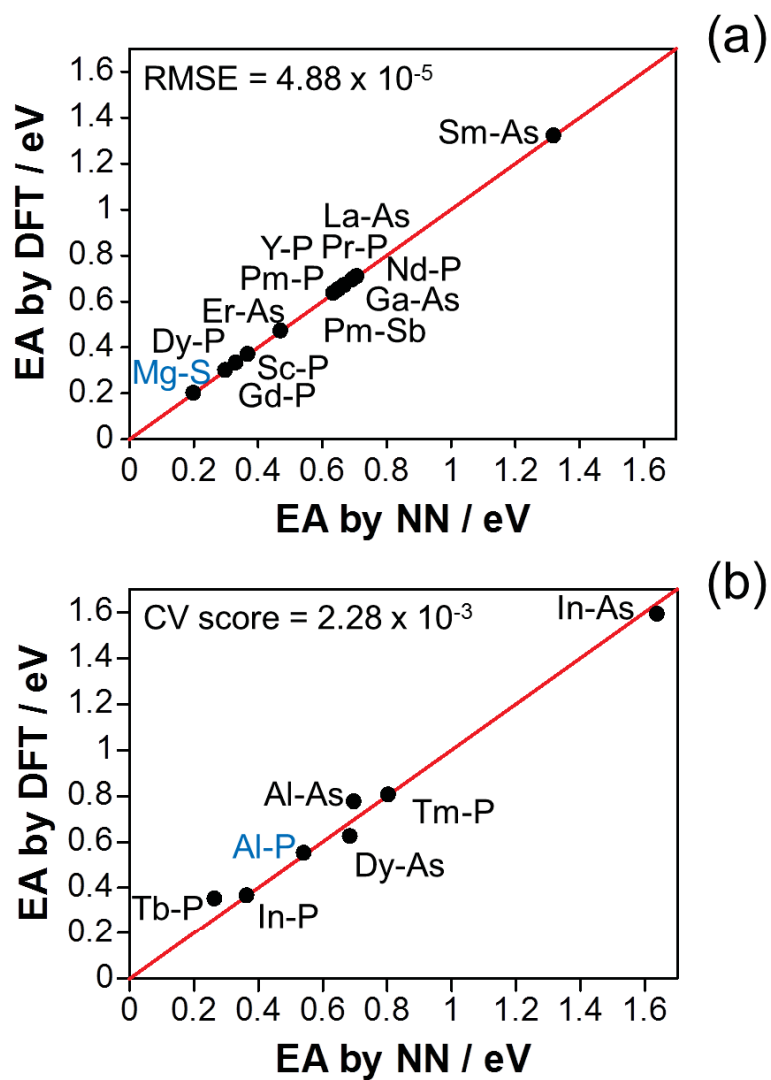 (a)
RMSE = 4.88 x 10-5
EA by DFT / eV
1.6
1.4
1.2
1
0.8
0.6
0.4
0.2
0
Sm-As
La-As
Y-P Pr-P
Pm-P Nd-P
Er-As Ga-As
Dy-P Pm-Sb
Mg-S Sc-P
Gd-P
0 0.2 0.4 0.6 0.8 1 1.2 1.4 1.6
EA by NN / eV
(b)
CV score = 2.28 x 10-3
EA by DFT / eV
1.6
1.4
1.2
1
0.8
0.6
0.4
0.2
0
In-As
Al-As Tm-P
Al-P Dy-As
Tb-P In-P
0 0.2 0.4 0.6 0.8 1 1.2 1.4 1.6
EA by NN / eV